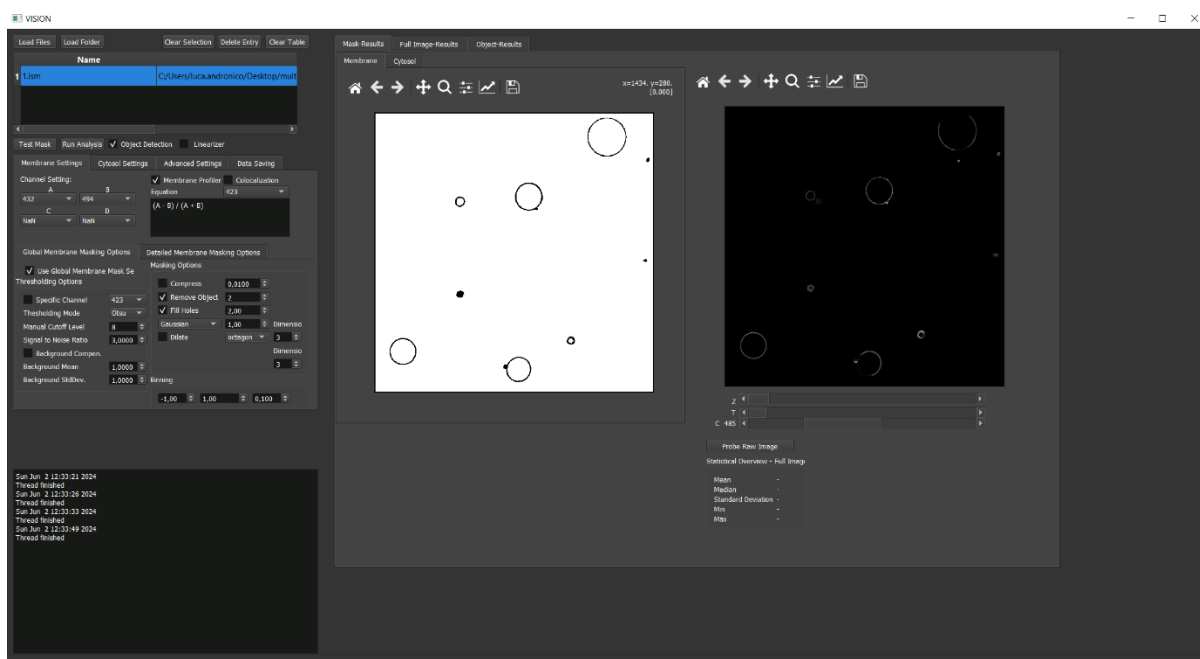 VISION
Load Files Load Folder Clear Selection Delete Entry Clear Table
Name
1 1.lsm C:/Users/luca.andronico/Desktop/mult
Test Mask Run Analysis Object Detection Linearizer
Membrane Settings Cytosol Settings Advanced Settings Data Saving
Channel Setting: Membrane Profiler Colocalization
A B Equation 423
432 494 (A - B) / (A + B)
C D
NaN NaN
Global Membrane Masking Options Detailed Membrane Masking Options
Use Global Membrane Mask Se Masking Options
Thresholding Options
Compress 0,0100
Specific Channel 423 Remove Object 2
Thesholding Mode Otsu Fill Holes 2,00
Manual Cutoff Level 8 Gaussian 1,00 Dimensio
Signal to Noise Ratio 3,0000 Dilate octagon 3
Background Compen. Dimensio
Background Mean 1,0000 3
Background StdDev. 1,0000 Binning
-1,00 1,00 0,100
Sun Jun 2 12:33:21 2024
Thread finished
Sun Jun 2 12:33:26 2024
Thread finished
Sun Jun 2 12:33:33 2024
Thread finished
Sun Jun 2 12:33:49 2024
Thread finished
Mask-Results Full Image-Results Object-Results
Membrane Cytosol
x=1434, y=280,
[0.000]
Z
T
C 485
Probe Raw Image
Statistical Overview - Full Imag
Mean -
Median -
Standard Deviation -
Min -
Max -